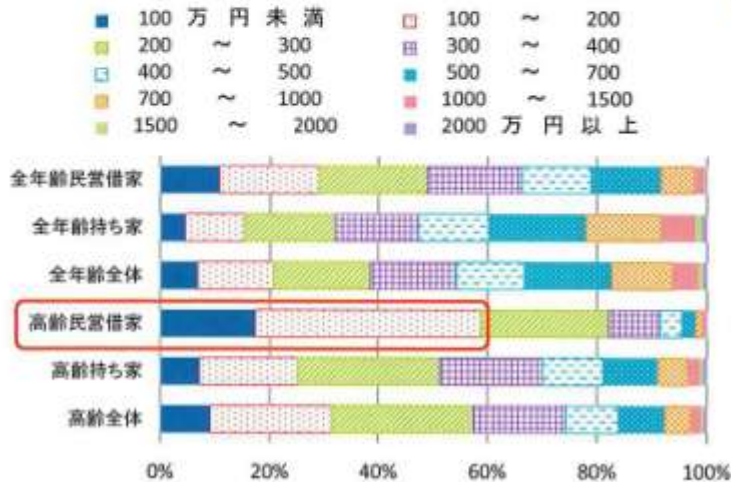 100 万円未満 100 ～ 200
200 ～ 300 300 ～ 400
400 ～ 500 500 ～ 700
700 ～ 1000 1000 ～ 1500
1500 ～ 2000 2000 万円以上
全年齢民営借家
全年齢持ち家
全年齢全体
高齢民営借家
高齢持ち家
高齢全体
0% 20% 40% 60% 80% 100%